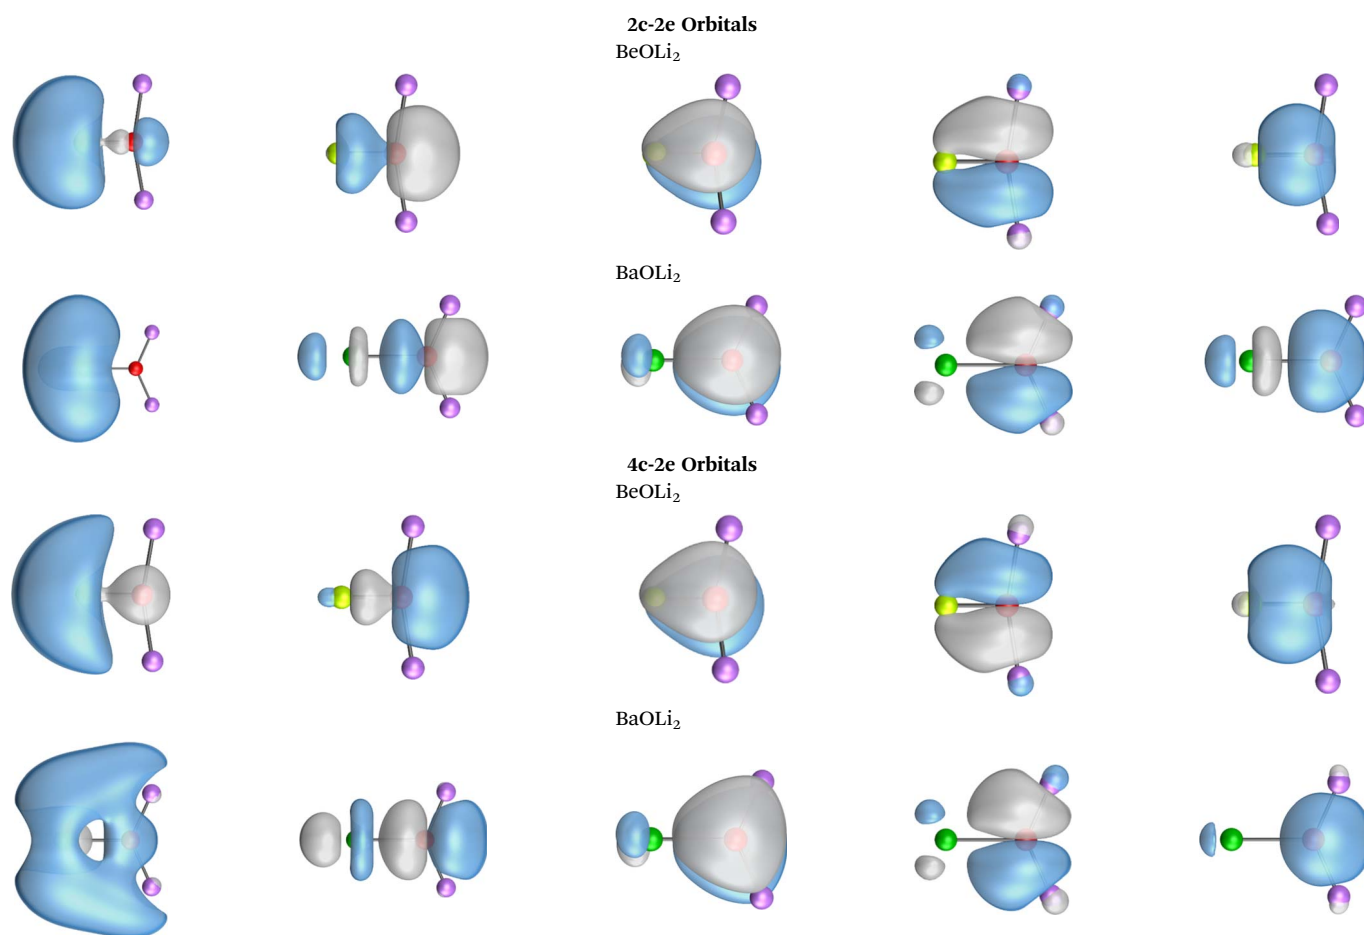 2c-2e Orbitals
BeOLi₂
BaOLi₂
4c-2e Orbitals
BeOLi₂
BaOLi₂